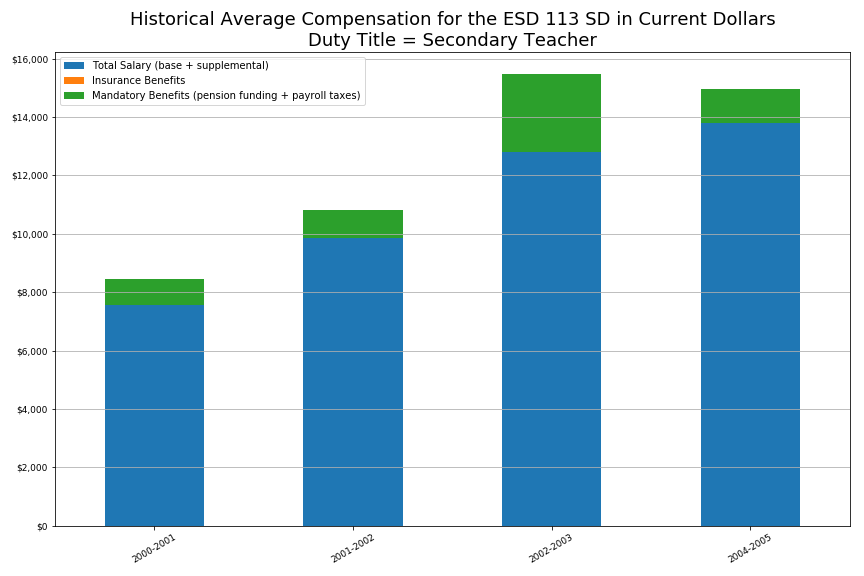 Historical Average Compensation for the ESD 113 SD in Current Dollars
Duty Title = Secondary Teacher
Total Salary (base + supplemental)
Insurance Benefits
Mandatory Benefits (pension funding + payroll taxes)
$16,000
$14,000
$12,000
$10,000
$8,000
$6,000
$4,000
$2,000
$0
2000-2001
2001-2002
2002-2003
2004-2005